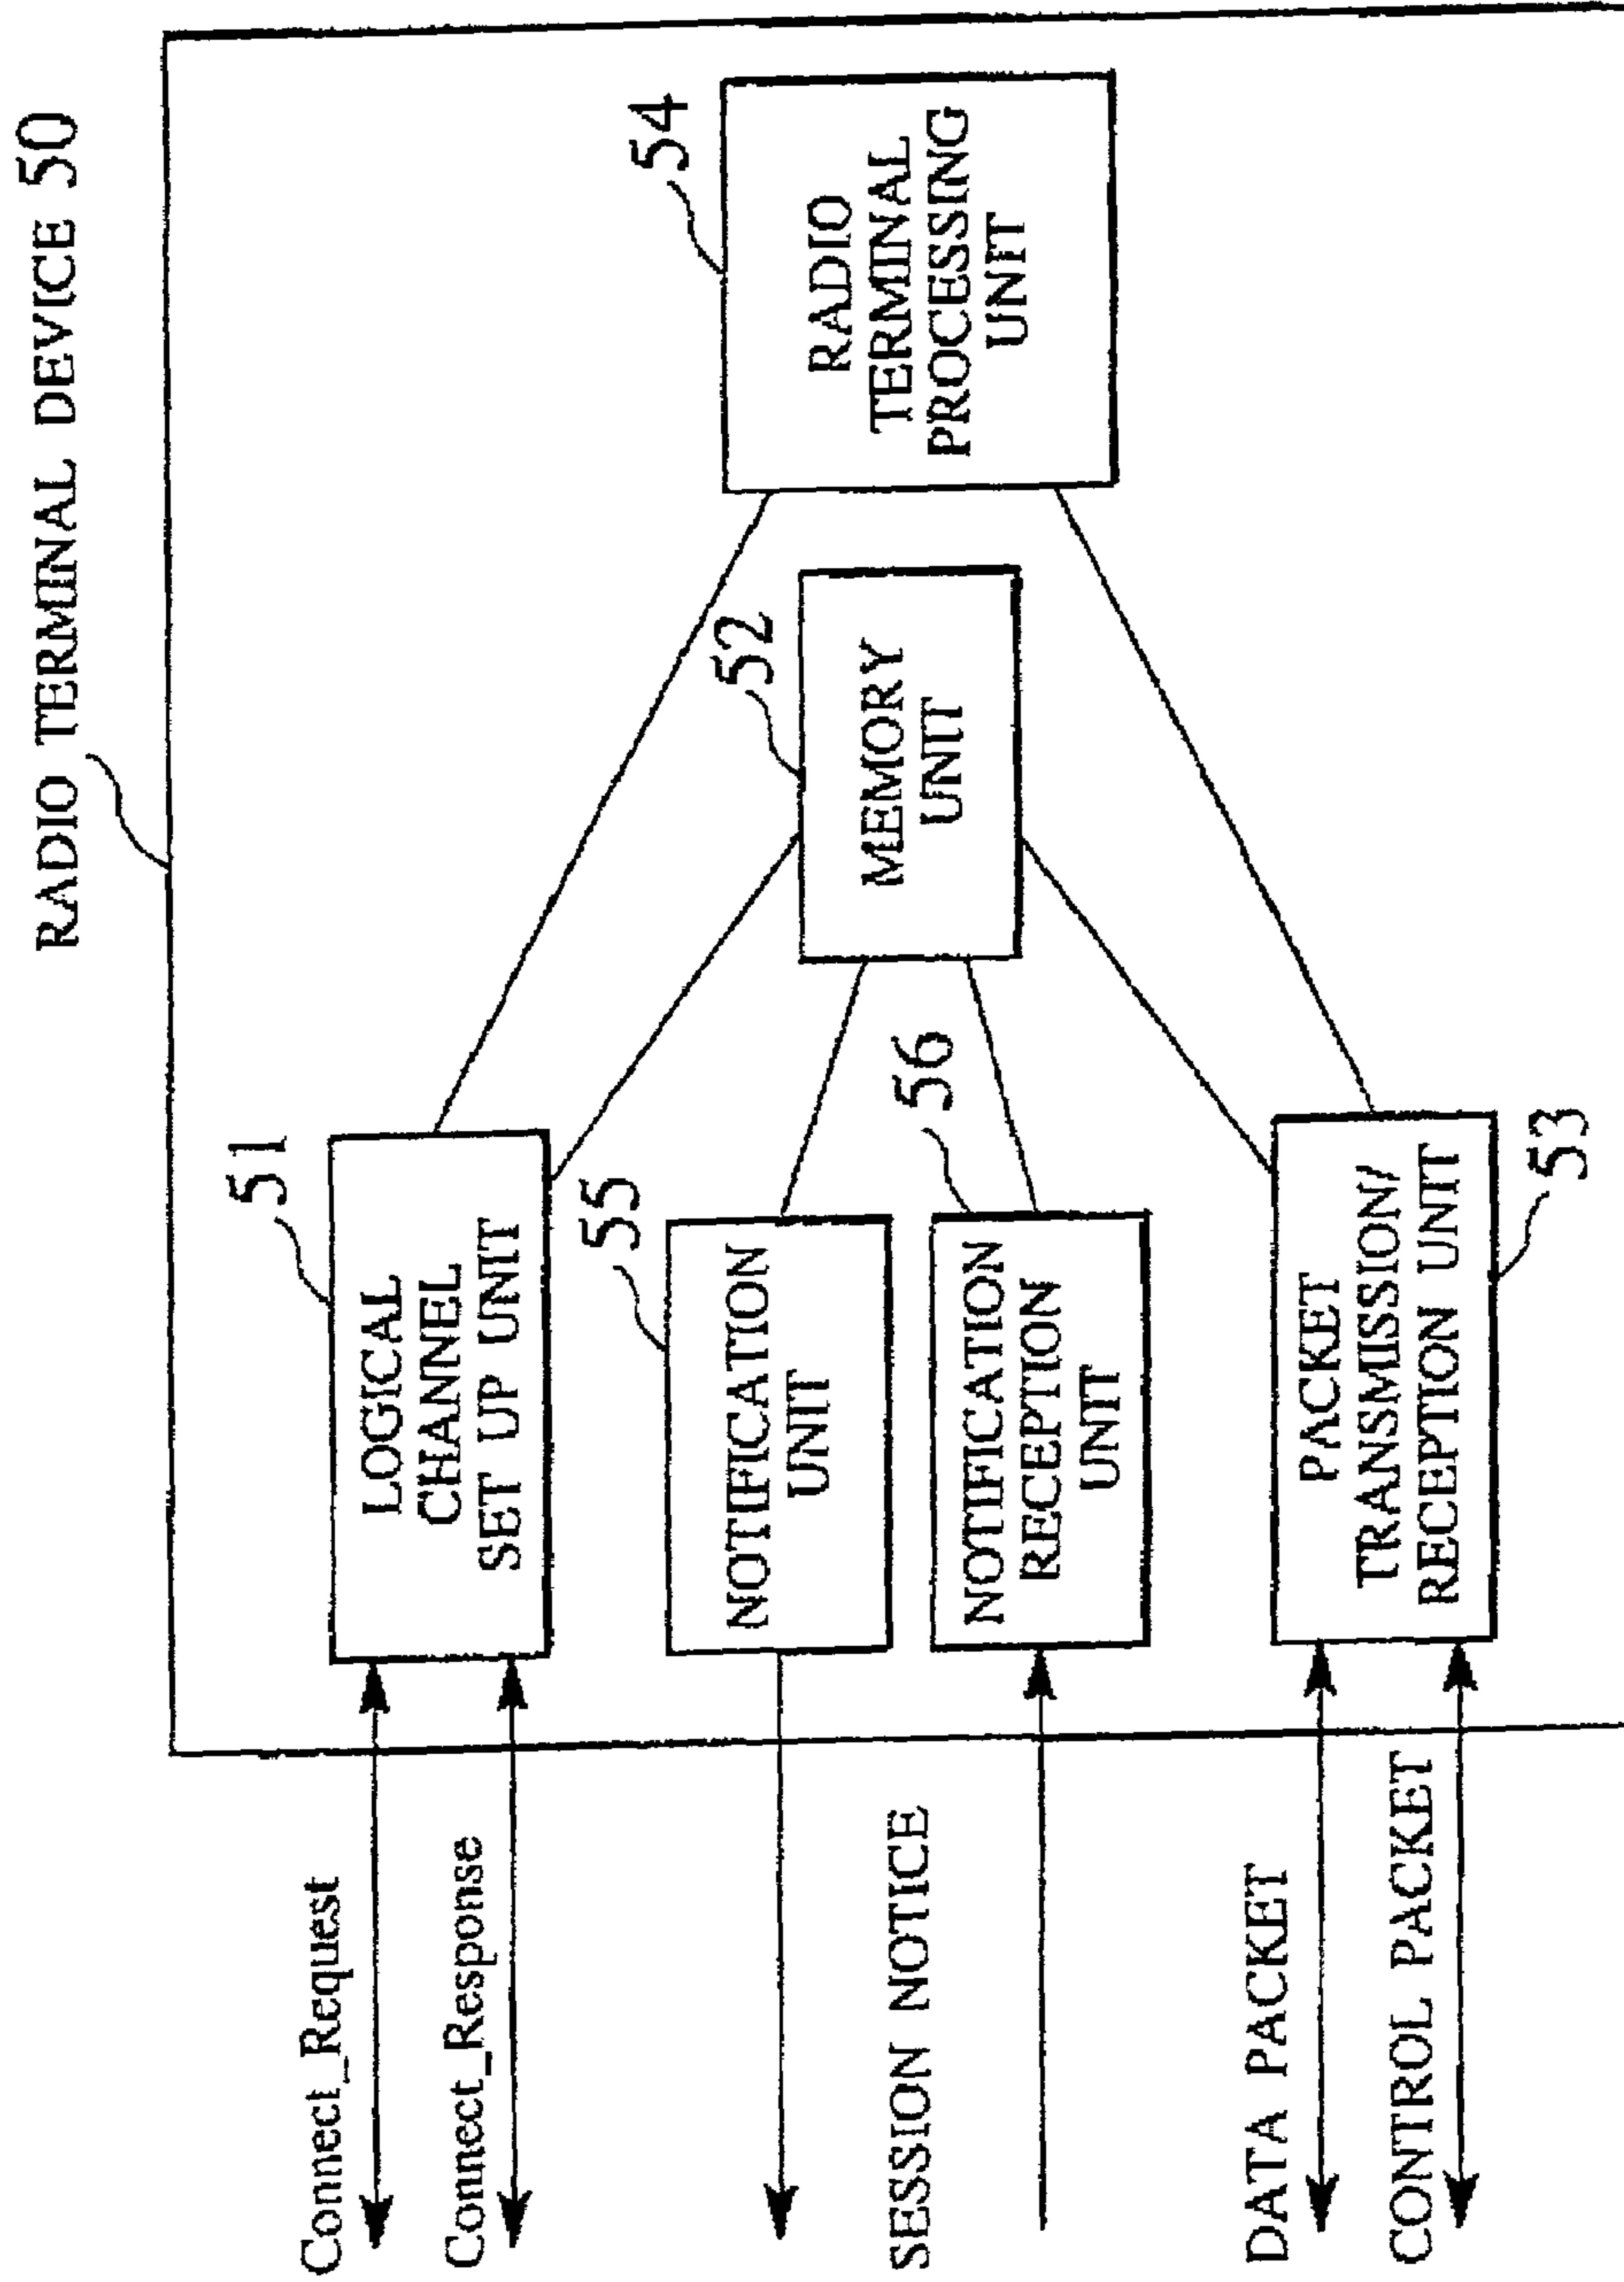 RADIO TERMINAL DEVICE 50
Connect_Request
Connect_Response
SESSION NOTICE
DATA PACKET
CONTROL PACKET
51
LOGICAL
CHANNEL
SET UP UNIT
55
NOTIFICATION
UNIT
56
NOTIFICATION
RECEPTION
UNIT
PACKET
TRANSMISSION/
RECEPTION UNIT
53
52
MEMORY
UNIT
54
RADIO
TERMINAL
PROCESSING
UNIT